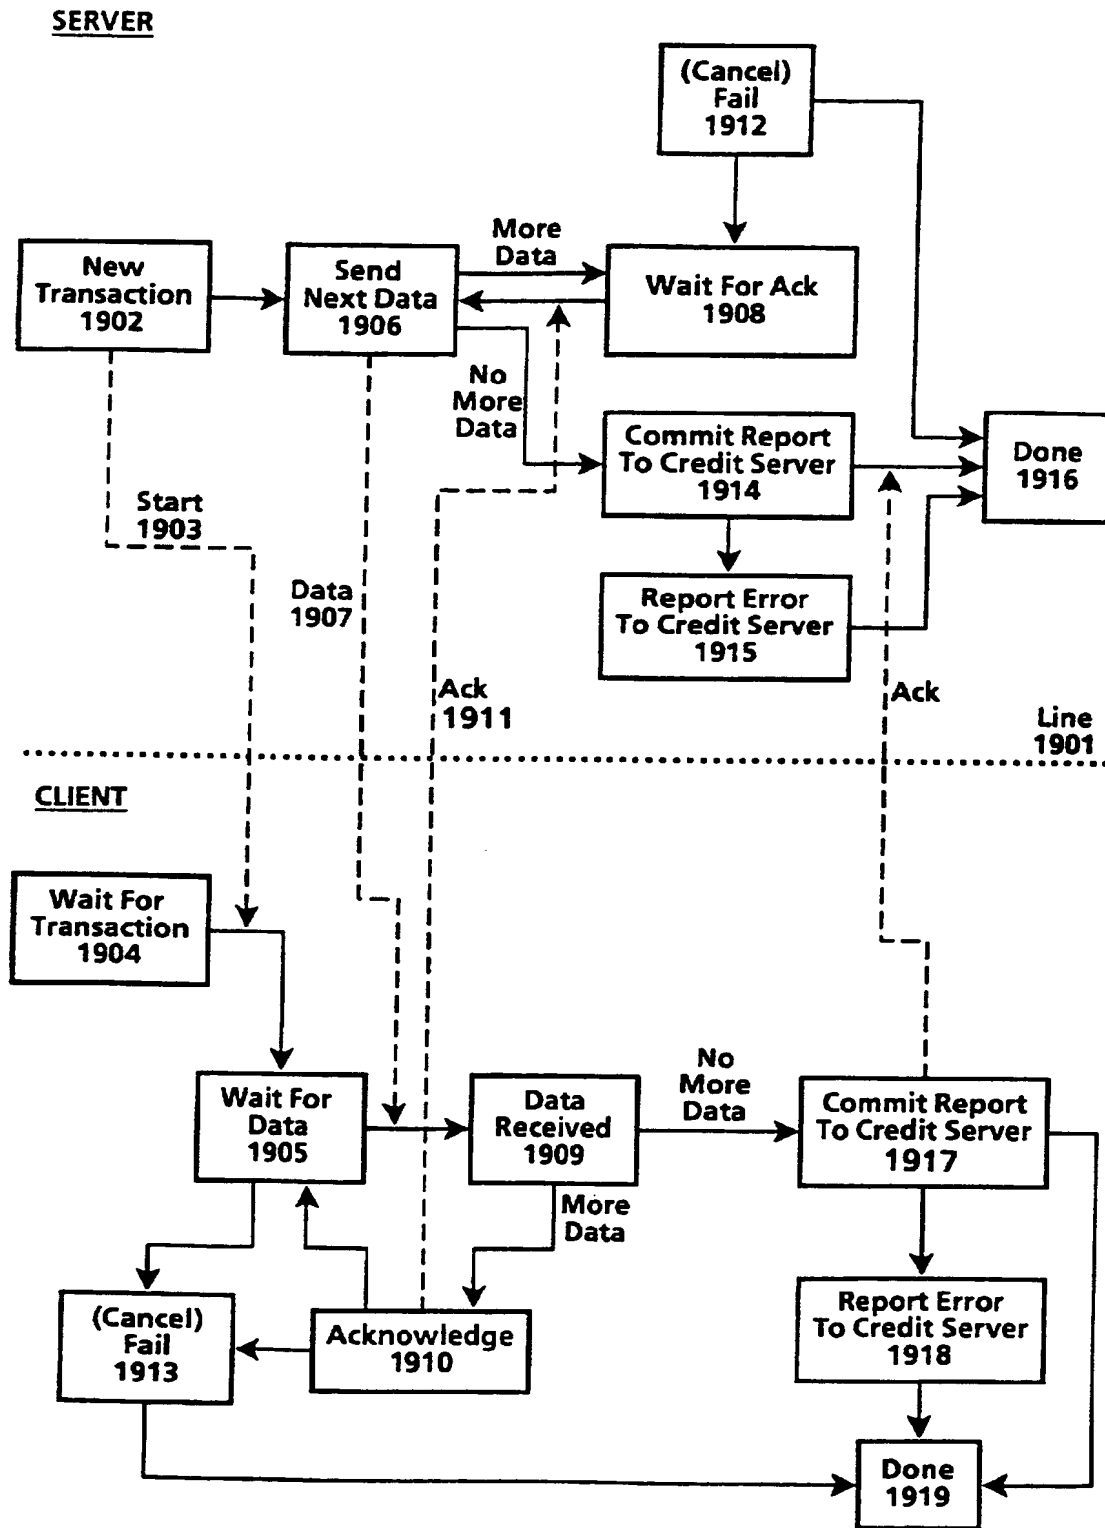 SERVER
(Cancel)
Fail
1912
New
Transaction
1902
Send
Next Data
1906
More
Data
Wait For Ack
1908
No
More
Data
Commit Report
To Credit Server
1914
Done
1916
Start
1903
Data
1907
Report Error
To Credit Server
1915
Ack
1911
Ack
Line
1901
CLIENT
Wait For
Transaction
1904
Wait For
Data
1905
Data
Received
1909
No
More
Data
Commit Report
To Credit Server
1917
More
Data
(Cancel)
Fail
1913
Acknowledge
1910
Report Error
To Credit Server
1918
Done
1919